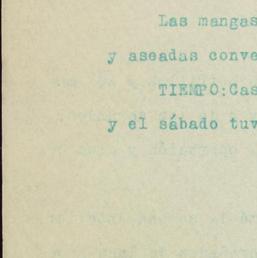 Las mangas
y aseadas conve
TIEMPO:Cas
y el sábado tuv